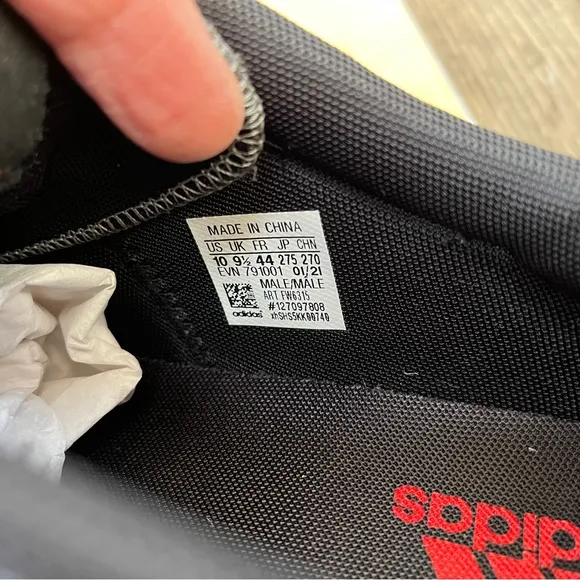 MADE IN CHINA
US UK FR JP CHN
10 9½ 44 275 270
EVN 791001 01/21
MALE/MALE
ART FW6315
#127097808
adidas xhSHS5KK00740
adidas